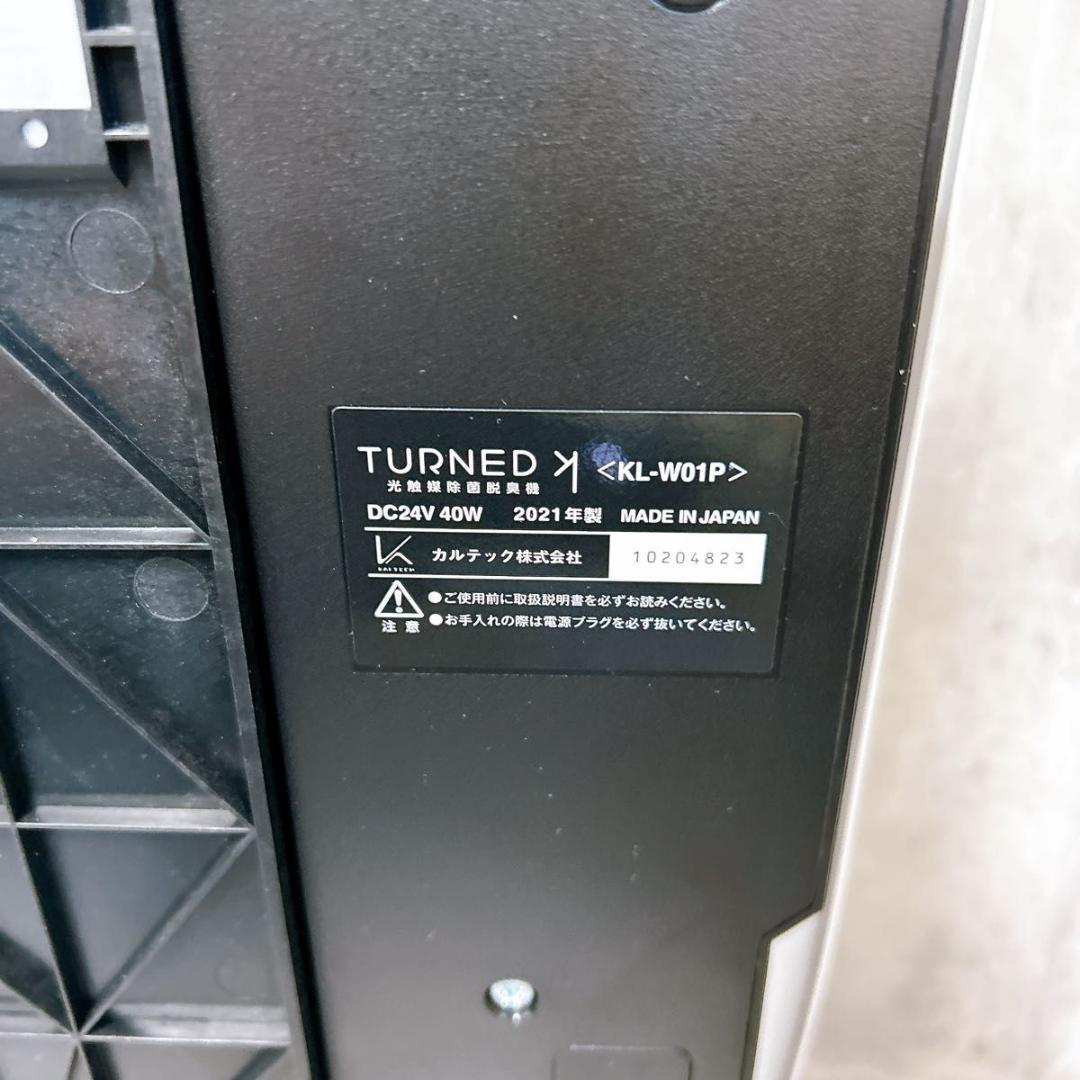 TURNED K <KL-W01P>
光触媒除菌脱臭機
DC24V 40W 2021年製 MADE IN JAPAN
KALTECH カルテック株式会社 10204823
●ご使用前に取扱説明書を必ずお読みください。
注意 ●お手入れの際は電源プラグを必ず抜いてください。